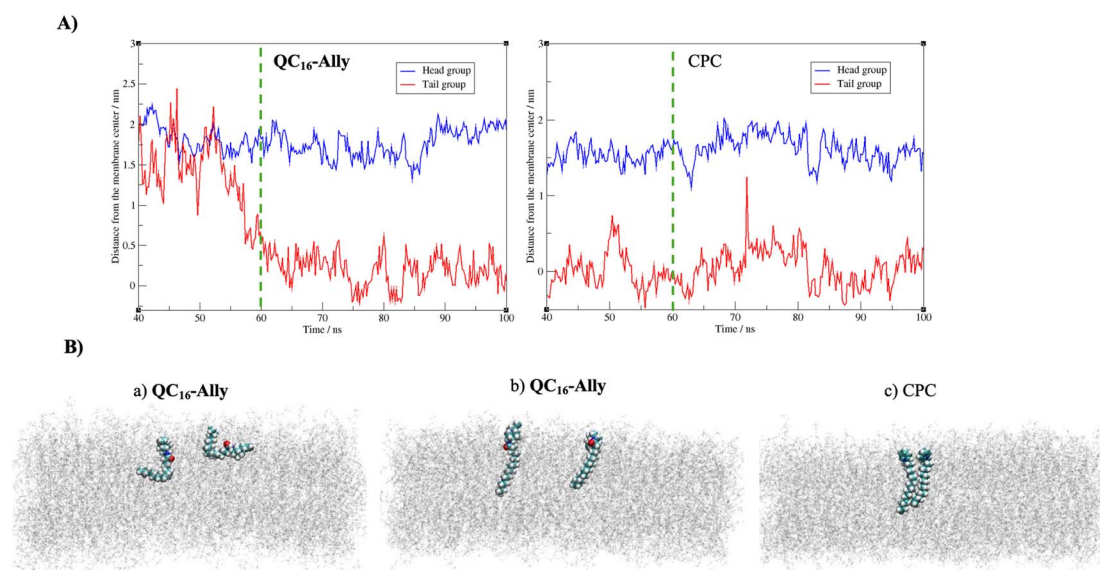 A)
Distance from the membrane center / nm
3
2.5
2
1.5
1
0.5
0
QC16-Ally
Head group
Tail group
40
50
60
70
80
90
100
Time / ns
Distance from the membrane center / nm
3
2
1
0
CPC
Head group
Tail group
40
50
60
70
80
90
100
Time / ns
B)
a) QC16-Ally
b) QC16-Ally
c) CPC